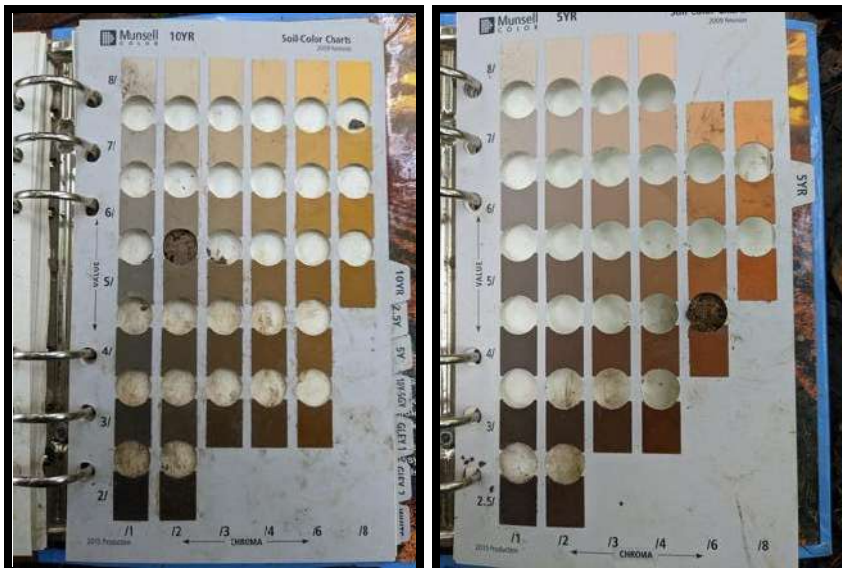 Munsell 10YR Soil-Color Charts
COLOR 2009 Revision
8/
7/
6/
VALUE
5/
4/
3/
2/
/1 /2 /3 /4 /6 /8
CHROMA
2015 Production
10YR
2.5Y
5Y
GLEY 1
GLEY 2
Munsell 5YR Soil-Color Charts
COLOR 2009 Revision
8/
7/
6/
VALUE
5/
4/
3/
2.5/
/1 /2 /3 /4 /6 /8
CHROMA
2015 Production
5YR